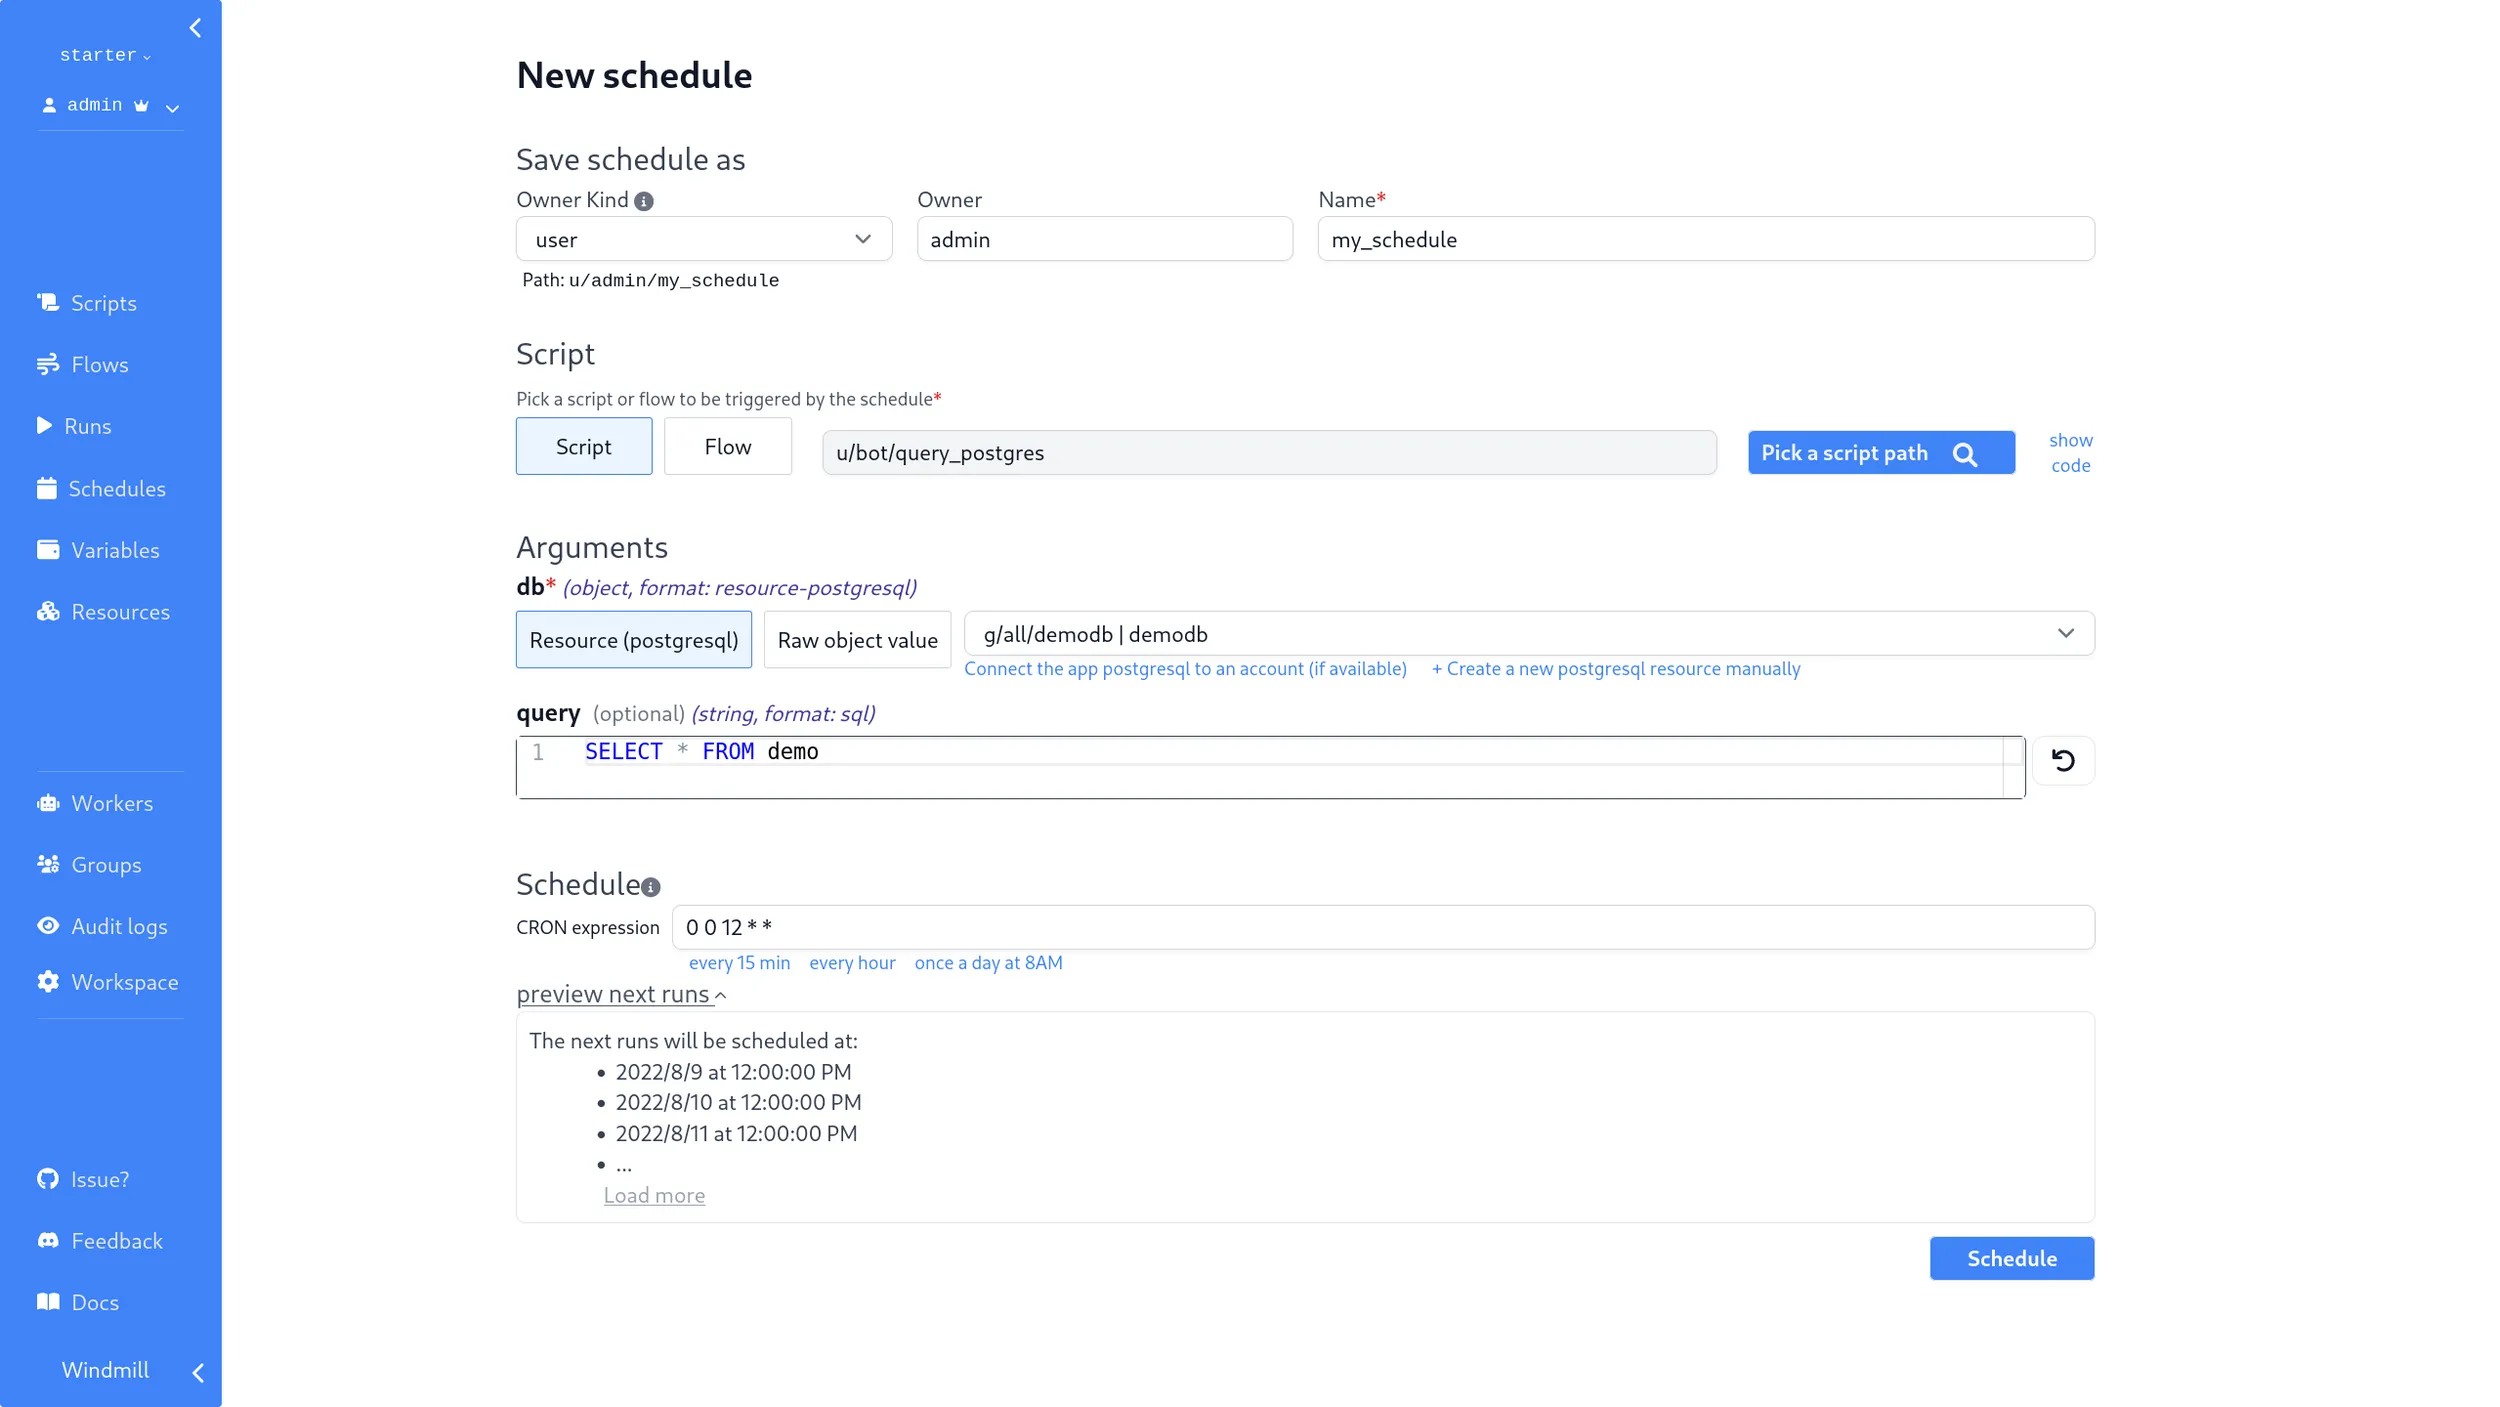 starter
admin
Scripts
Flows
Runs
Schedules
Variables
Resources
Workers
Groups
Audit logs
Workspace
Issue?
Feedback
Docs
Windmill
New schedule
Save schedule as
Owner Kind Owner Name*
user admin my_schedule
Path: u/admin/my_schedule
Script
Pick a script or flow to be triggered by the schedule*
Script Flow u/bot/query_postgres Pick a script path show
code
Arguments
db* (object, format: resource-postgresql)
Resource (postgresql) Raw object value g/all/demodb | demodb
Connect the app postgresql to an account (if available) + Create a new postgresql resource manually
query (optional) (string, format: sql)
1 SELECT * FROM demo
Schedule
CRON expression 0 0 12 * *
every 15 min every hour once a day at 8AM
preview next runs
The next runs will be scheduled at:
• 2022/8/9 at 12:00:00 PM
• 2022/8/10 at 12:00:00 PM
• 2022/8/11 at 12:00:00 PM
• ...
Load more
Schedule